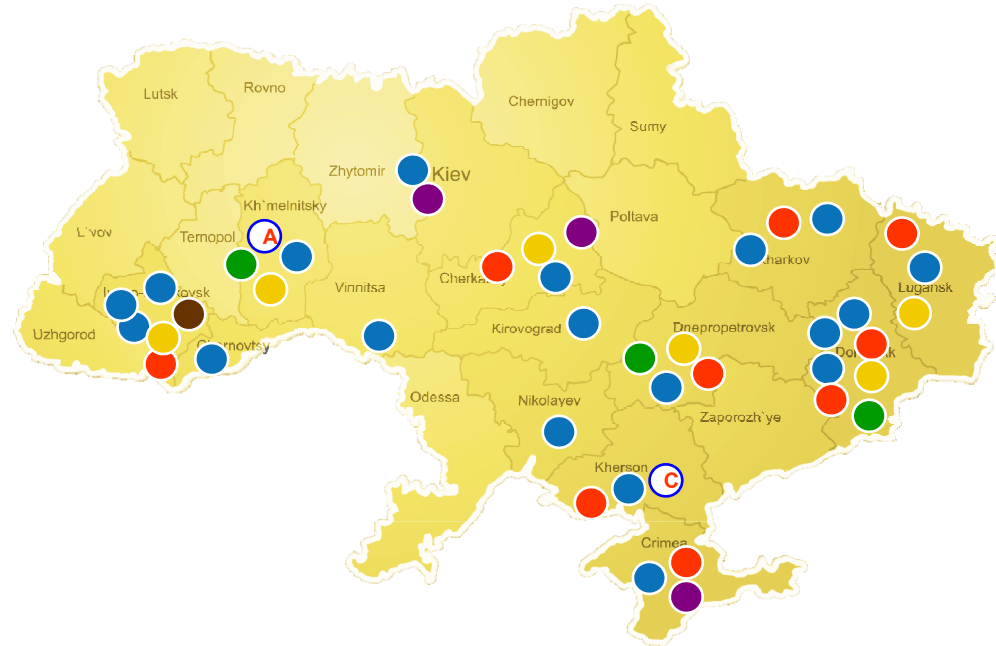 Lutsk
Rovno
Chernigov
Sumy
Zhytomir
Kiev
Kh`melnitsky
Poltava
L`vov
Ternopol
A
Kharkov
Vinnitsa
Lugansk
Uzhgorod
Kirovograd
Dnepropetrovsk
Odessa
Nikolayev
Zaporozh`ye
Kherson
C
Crimea